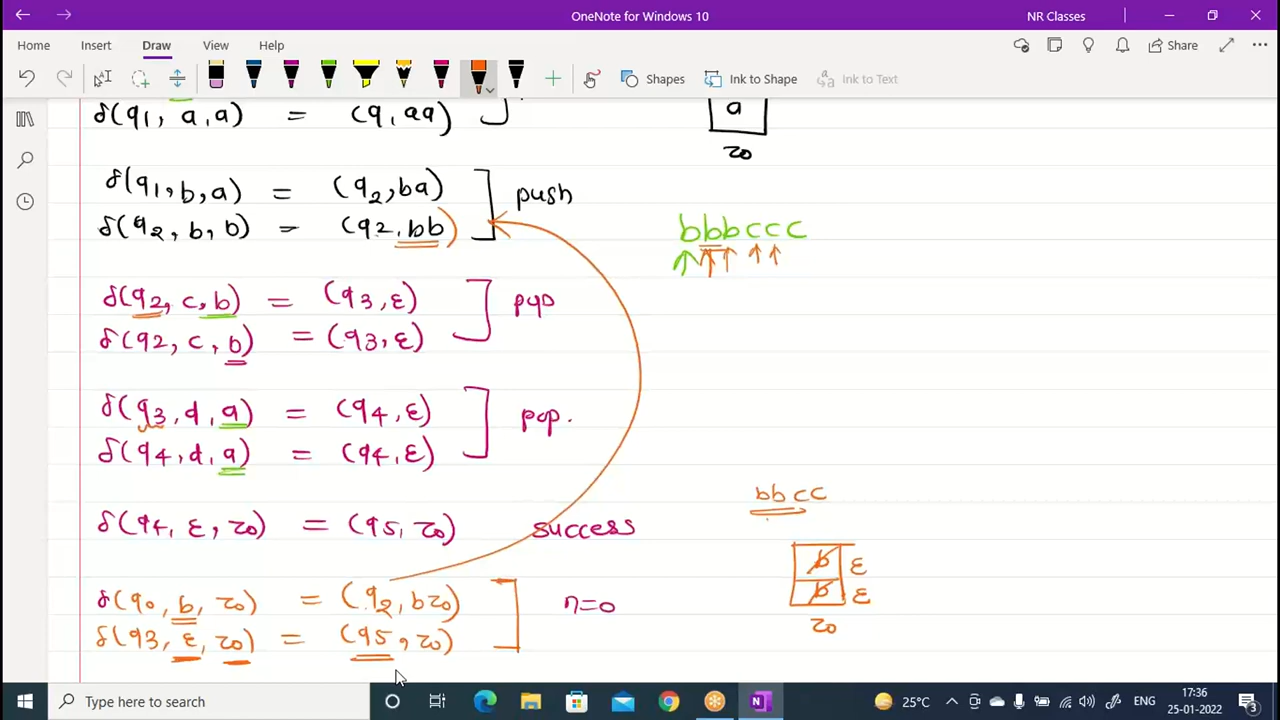 OneNote for Windows 10
NR Classes
Home
Insert
Draw
View
Help
Share
Shapes
Ink to Shape
Ink to Text
δ(q1, a, a) = (q, aa)
a
z0
δ(q1, b, a) = (q2, ba)
push
δ(q2, b, b) = (q2, bb)
bbbccc
δ(q2, c, b) = (q3, ε)
pop
δ(q2, c, b) = (q3, ε)
δ(q3, d, a) = (q4, ε)
pop.
δ(q4, d, a) = (q4, ε)
bbcc
δ(q4, ε, z0) = (q5, z0)
success
b ε
b ε
z0
δ(q0, b, z0) = (q2, bz0)
n=0
δ(q3, ε, z0) = (q5, z0)
Type here to search
25°C
ENG
17:36
25-01-2022
3